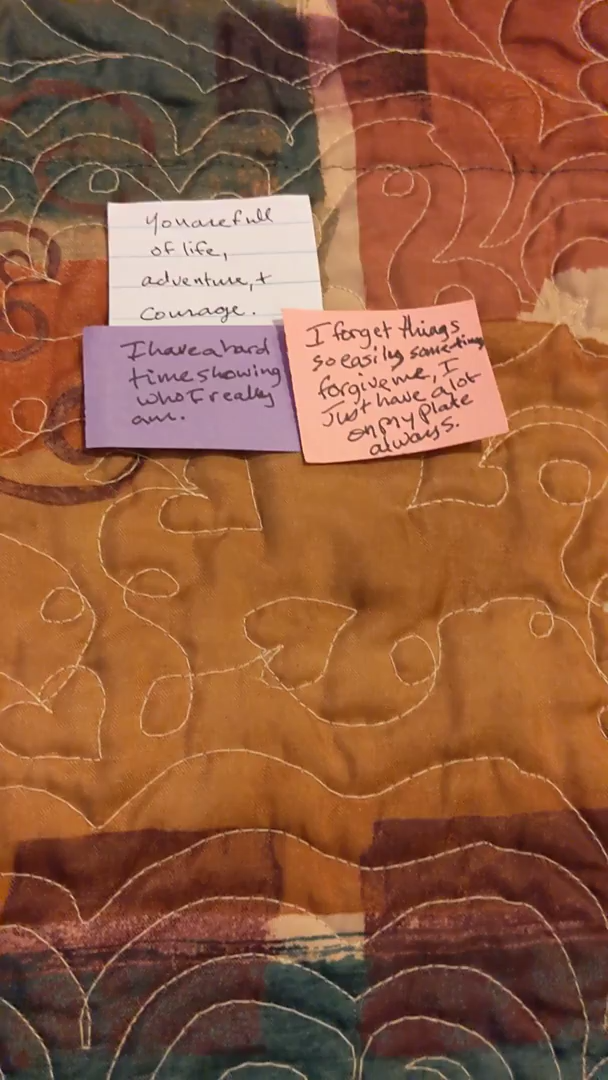 You are full
of life,
adventure, +
Courage.
I have a hard
time showing
who I really
am.
I forget things
so easily sometimes
forgive me, I
Just have a lot
on my plate
always.